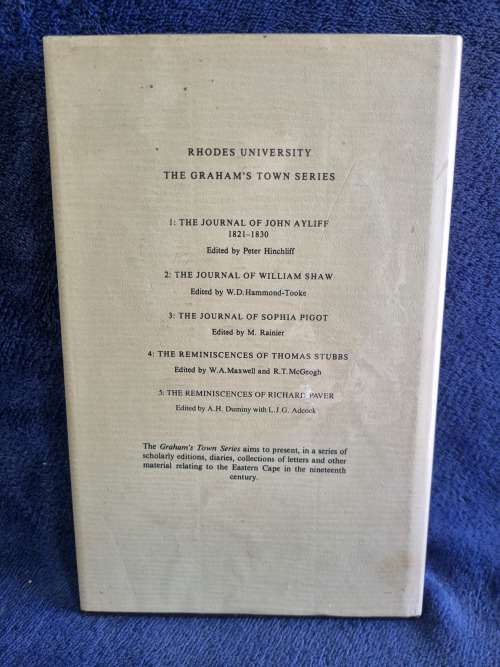 RHODES UNIVERSITY
THE GRAHAM'S TOWN SERIES
1: THE JOURNAL OF JOHN AYLIFF
1821–1830
Edited by Peter Hinchliff
2: THE JOURNAL OF WILLIAM SHAW
Edited by W.D.Hammond-Tooke
3: THE JOURNAL OF SOPHIA PIGOT
Edited by M. Rainier
4: THE REMINISCENCES OF THOMAS STUBBS
Edited by W.A.Maxwell and R.T.McGeogh
5: THE REMINISCENCES OF RICHARD PAVER
Edited by A.H. Duminy with L.J.G. Adcock
The Graham's Town Series aims to present, in a series of
scholarly editions, diaries, collections of letters and other
material relating to the Eastern Cape in the nineteenth
century.